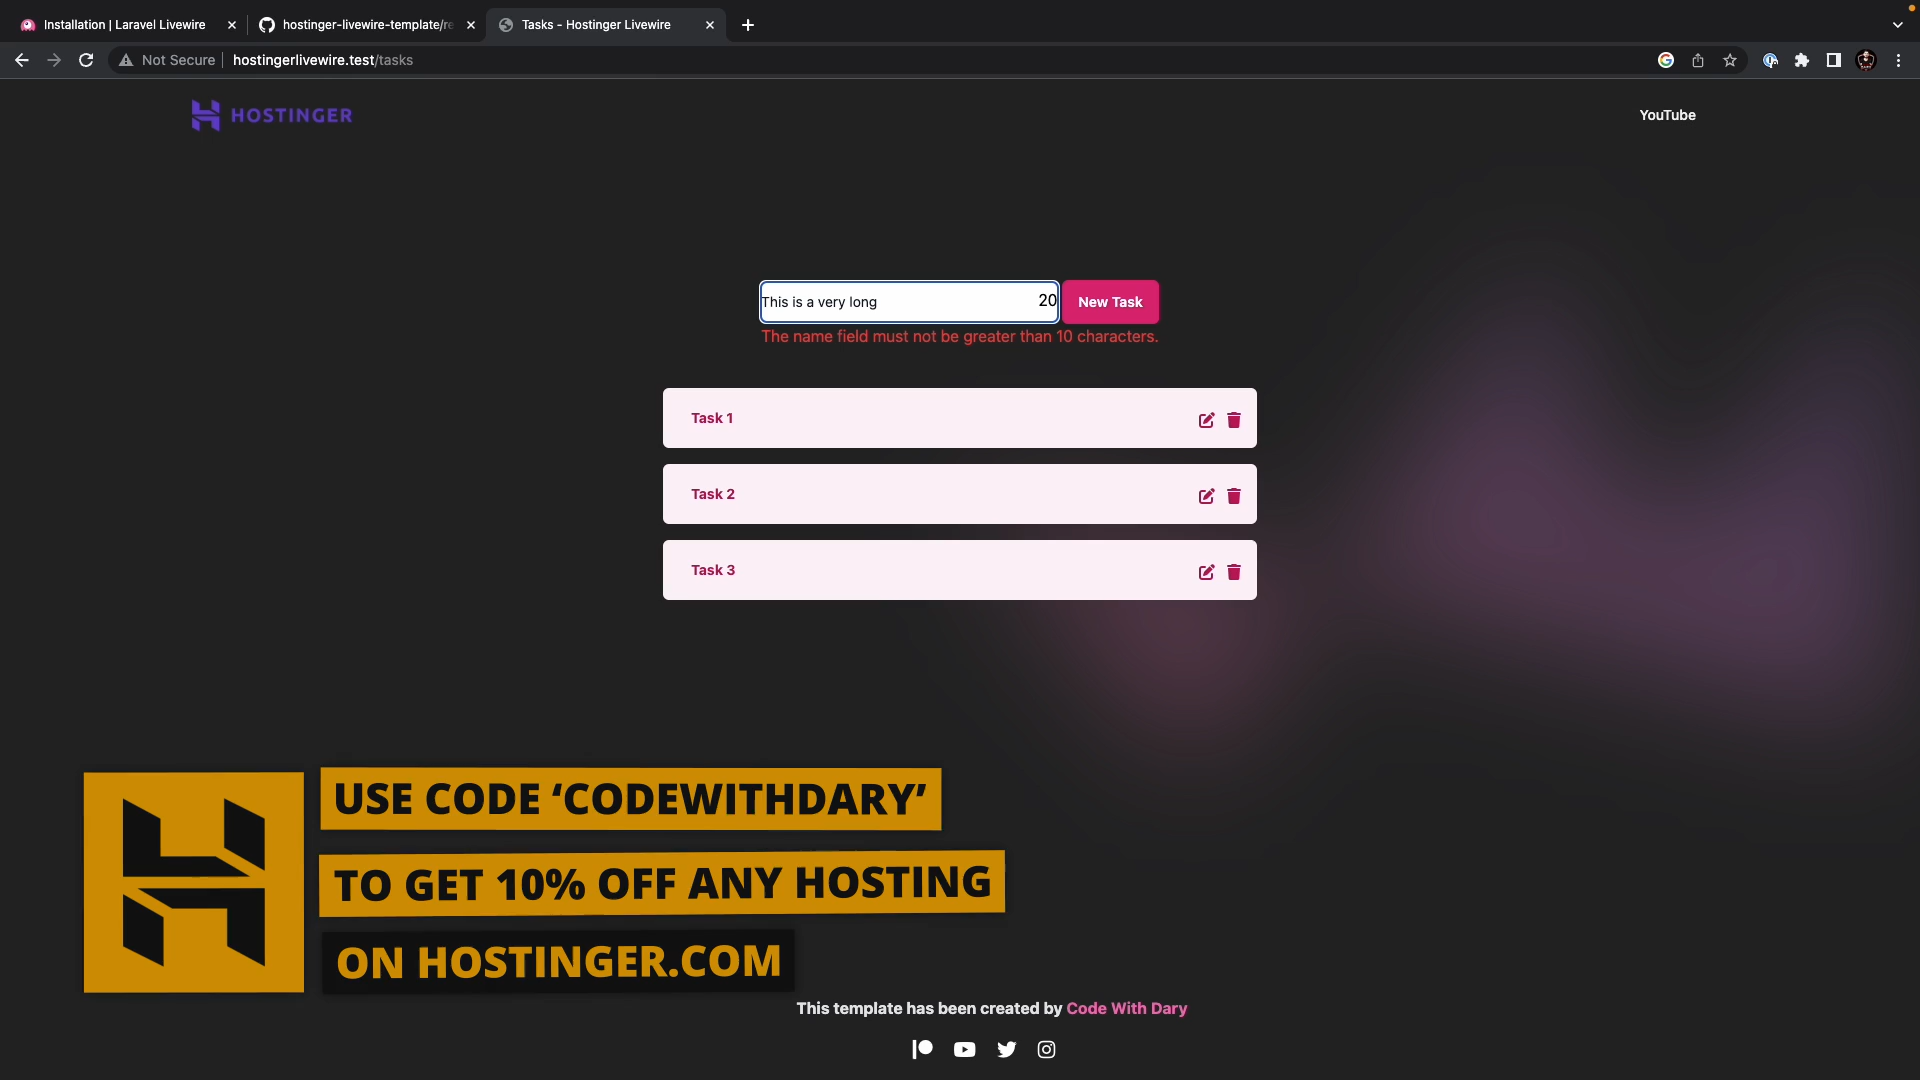 Installation | Laravel Livewire
hostinger-livewire-template/re
Tasks - Hostinger Livewire
Not Secure
hostingerlivewire.test/tasks
HOSTINGER
YouTube
This is a very long
20
New Task
The name field must not be greater than 10 characters.
Task 1
Task 2
Task 3
USE CODE ‘CODEWITHDARY’
TO GET 10% OFF ANY HOSTING
ON HOSTINGER.COM
This template has been created by Code With Dary